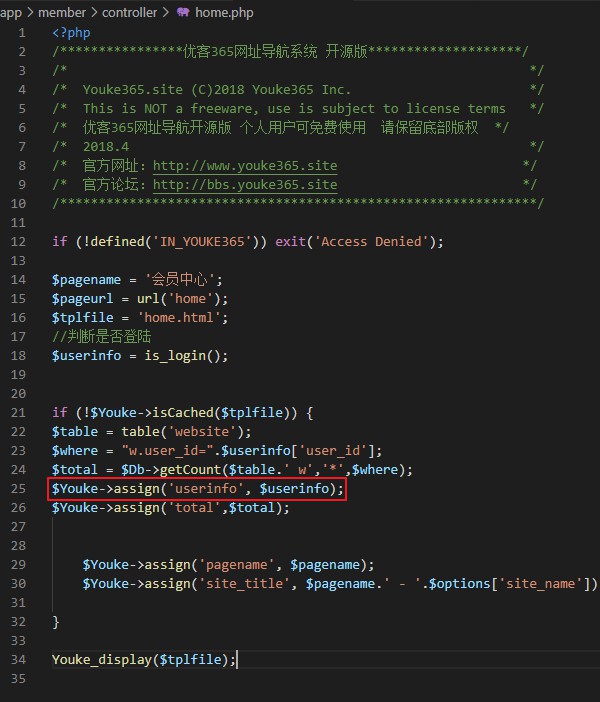 app > member > controller > home.php
1 <?php
2 /****************优客365网址导航系统 开源版********************/
3 /* */
4 /* Youke365.site (C)2018 Youke365 Inc. */
5 /* This is NOT a freeware, use is subject to license terms */
6 /* 优客365网址导航开源版 个人用户可免费使用 请保留底部版权 */
7 /* 2018.4 */
8 /* 官方网址：http://www.youke365.site */
9 /* 官方论坛：http://bbs.youke365.site */
10 /**************************************************************/
11
12 if (!defined('IN_YOUKE365')) exit('Access Denied');
13
14 $pagename = '会员中心';
15 $pageurl = url('home');
16 $tplfile = 'home.html';
17 //判断是否登陆
18 $userinfo = is_login();
19
20
21 if (!$Youke->isCached($tplfile)) {
22 $table = table('website');
23 $where = "w.user_id=".$userinfo['user_id'];
24 $total = $Db->getCount($table.' w','*',$where);
25 $Youke->assign('userinfo', $userinfo);
26 $Youke->assign('total',$total);
27
28
29 $Youke->assign('pagename', $pagename);
30 $Youke->assign('site_title', $pagename.' - '.$options['site_name'])
31
32 }
33
34 Youke_display($tplfile);
35